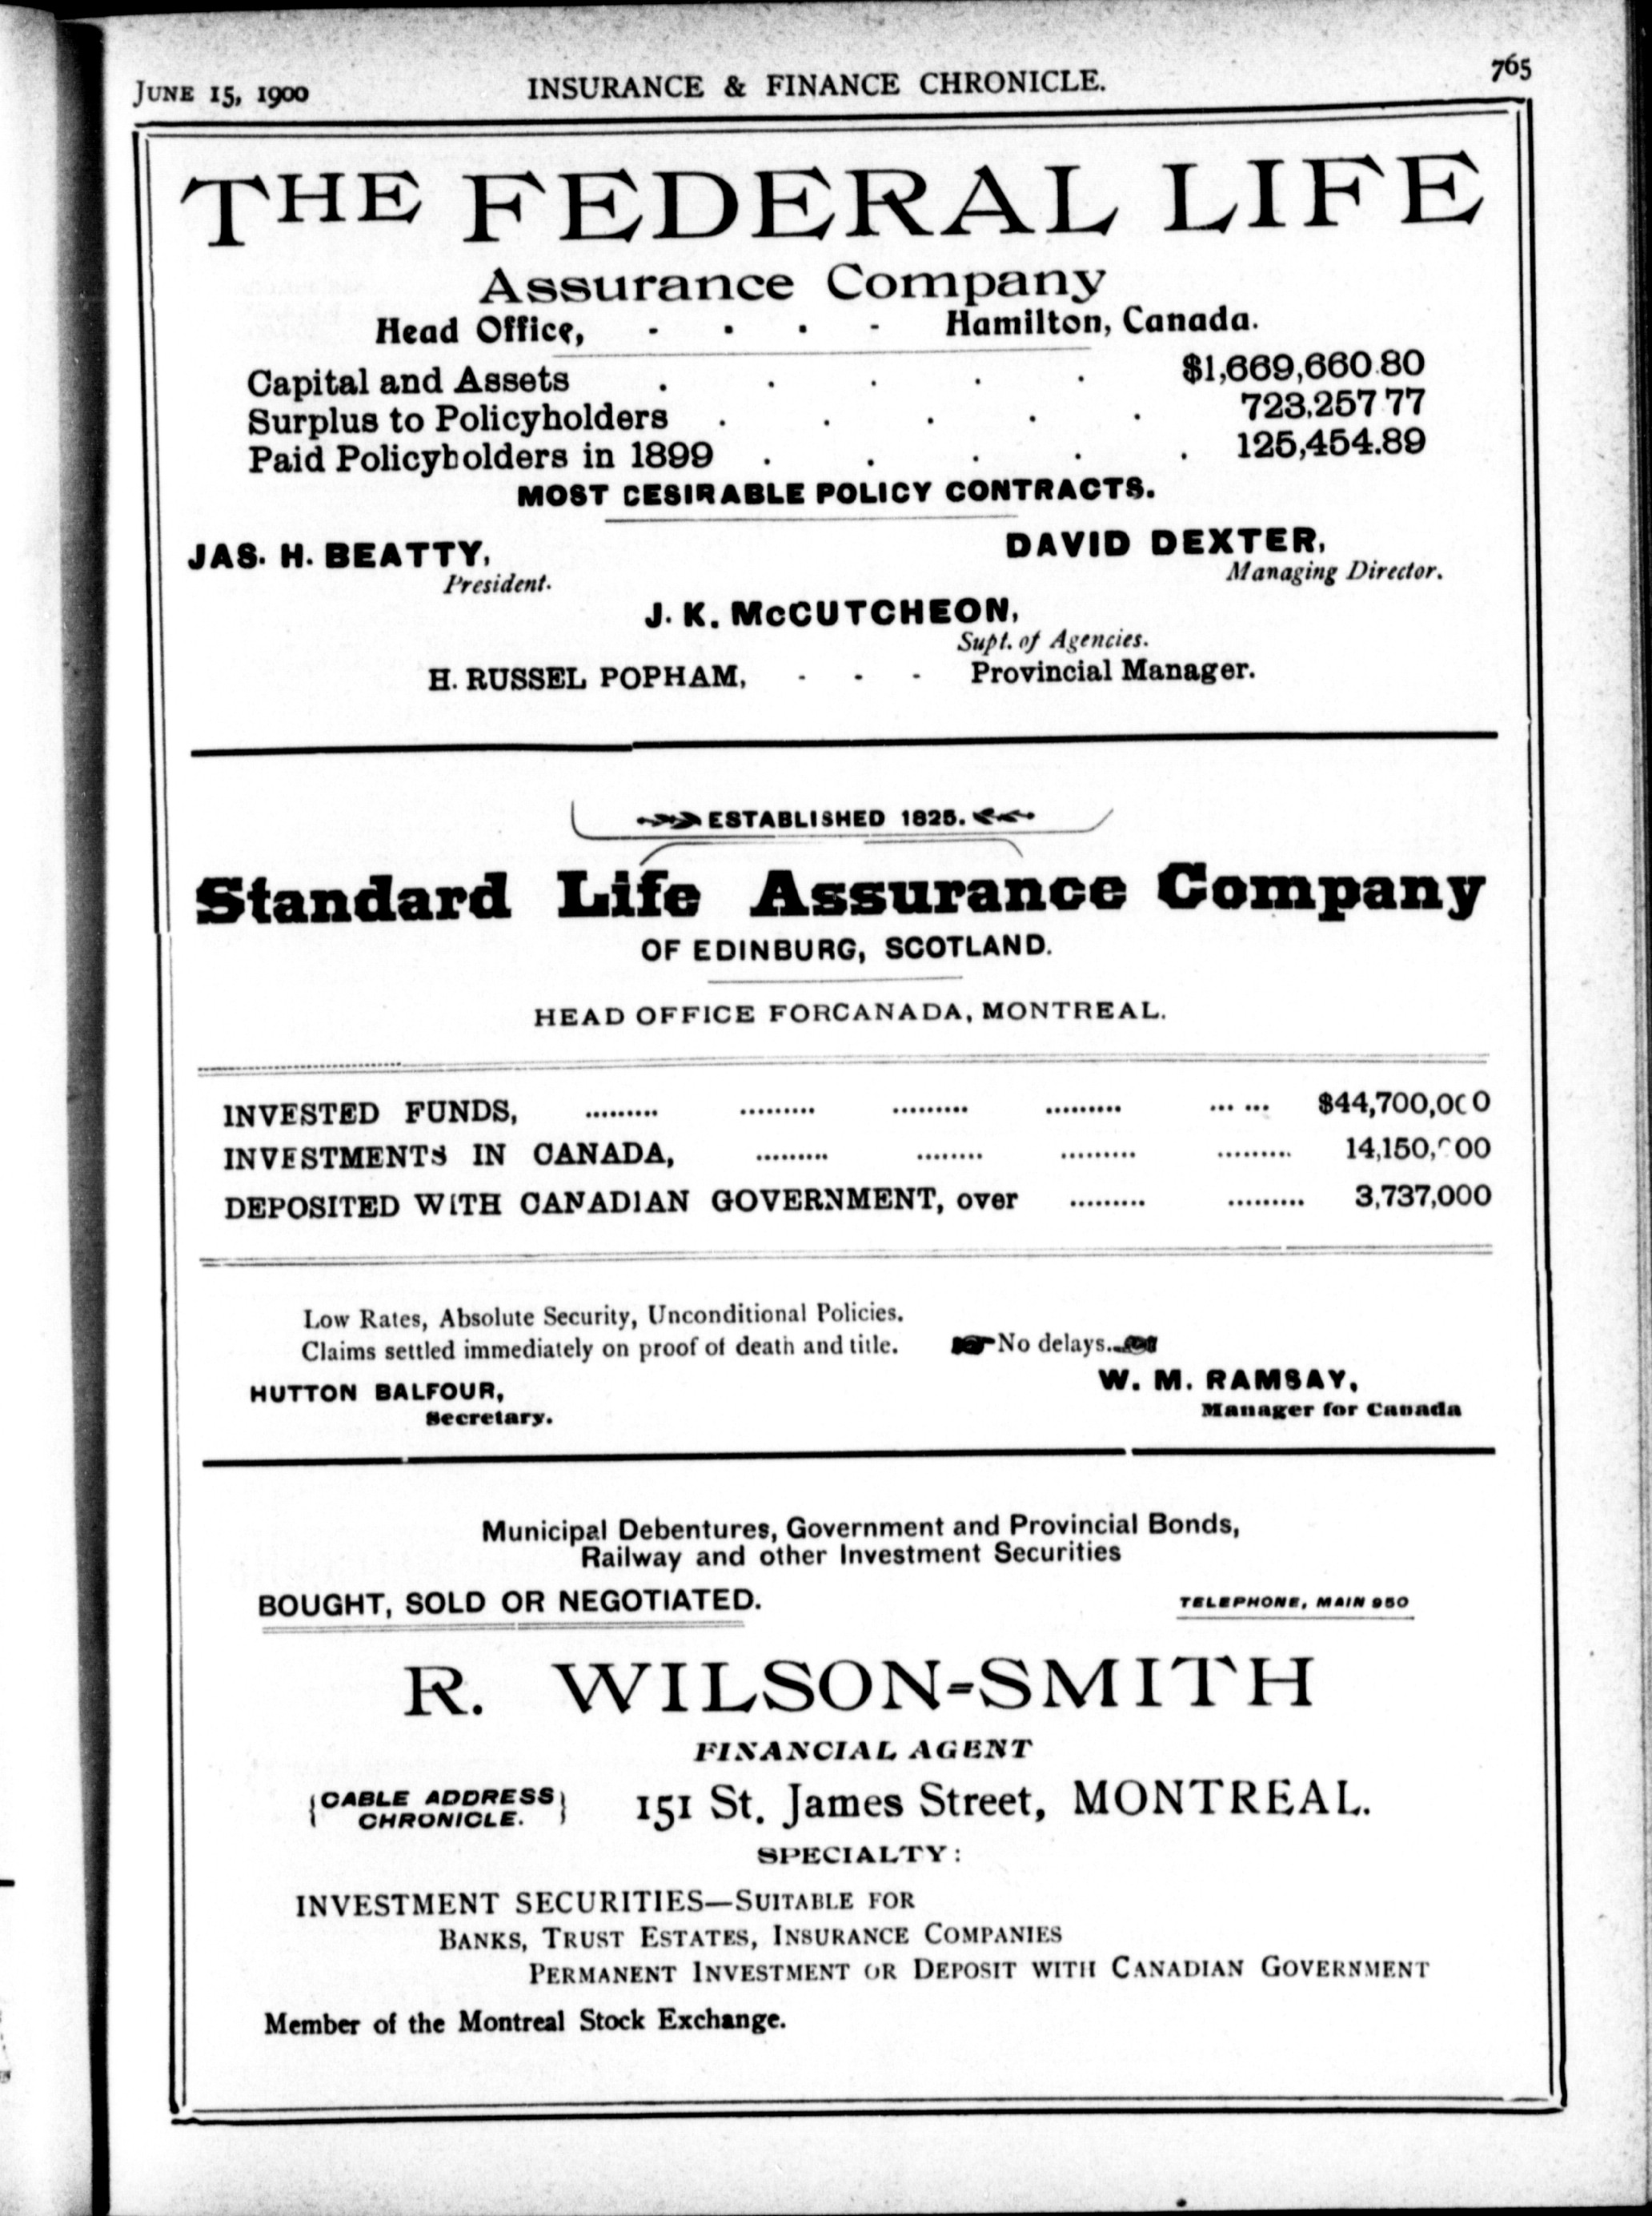 JUNE 15, 1900 INSURANCE & FINANCE CHRONICLE. 765
THE FEDERAL LIFE
Assurance Company
Head Office, - - - - Hamilton, Canada.
Capital and Assets . . . . . $1,669,660.80
Surplus to Policyholders . . . . . 723,257 77
Paid Policyholders in 1899 . . . . . 125,454.89
MOST DESIRABLE POLICY CONTRACTS.
JAS. H. BEATTY, DAVID DEXTER,
President. Managing Director.
J. K. McCUTCHEON,
Supt. of Agencies.
H. RUSSEL POPHAM, - - - Provincial Manager.
ESTABLISHED 1825.
Standard Life Assurance Company
OF EDINBURG, SCOTLAND.
HEAD OFFICE FORCANADA, MONTREAL.
INVESTED FUNDS, ......... ......... ......... ......... ... ... $44,700,000
INVESTMENTS IN CANADA, ......... ........ ......... ......... 14,150,000
DEPOSITED WITH CANADIAN GOVERNMENT, over ......... ......... 3,737,000
Low Rates, Absolute Security, Unconditional Policies.
Claims settled immediately on proof of death and title. No delays.
HUTTON BALFOUR, W. M. RAMSAY,
Secretary. Manager for Canada
Municipal Debentures, Government and Provincial Bonds,
Railway and other Investment Securities
BOUGHT, SOLD OR NEGOTIATED. TELEPHONE, MAIN 950
R. WILSON-SMITH
FINANCIAL AGENT
CABLE ADDRESS
CHRONICLE.
151 St. James Street, MONTREAL.
SPECIALTY:
INVESTMENT SECURITIES—SUITABLE FOR
BANKS, TRUST ESTATES, INSURANCE COMPANIES
PERMANENT INVESTMENT OR DEPOSIT WITH CANADIAN GOVERNMENT
Member of the Montreal Stock Exchange.